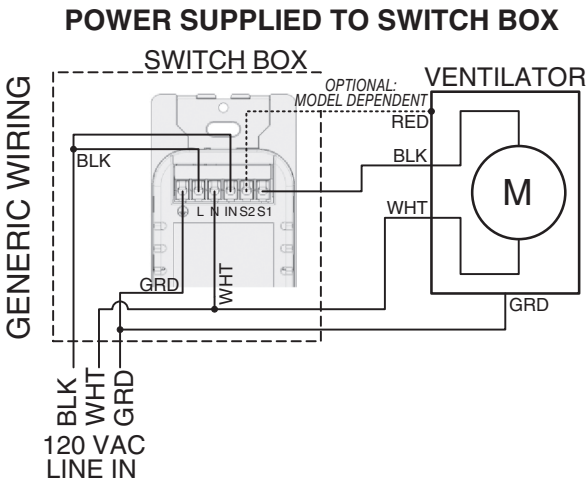 POWER SUPPLIED TO SWITCH BOX
GENERIC WIRING
SWITCH BOX
OPTIONAL:
MODEL DEPENDENT
VENTILATOR
RED
BLK
BLK
M
L N IN S2 S1
WHT
GRD
WHT
GRD
BLK
WHT
GRD
120 VAC
LINE IN